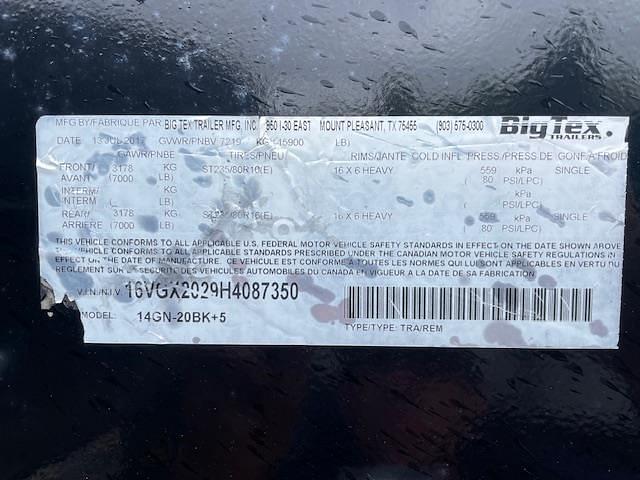 MFG BY/FABRIQUE PAR BIG TEX TRAILER MFG, INC. 950 I-30 EAST MOUNT PLEASANT, TX 75455 (903) 575-0300 BigTex TRAILERS
DATE 13 JUL 2017 GVWR/PNBV 7219 KG (15900 LB)
GAWR/PNBE TIRES/PNEU RIMS/JANTE COLD INFL. PRESS/PRESS DE GONF A FROID
FRONT/ 3178 KG ST235/80R16(E) 16 X 6 HEAVY 559 kPa SINGLE
AVANT (7000 LB) ( 80 PSI/LPC)
INTERM/ KG
INTERM ( LB)
REAR/ 3178 KG ST235/80R16(E) 16 X 6 HEAVY 559 kPa SINGLE
ARRIÈRE (7000 LB) ( 80 PSI/LPC)
THIS VEHICLE CONFORMS TO ALL APPLICABLE U.S. FEDERAL MOTOR VEHICLE SAFETY STANDARDS IN EFFECT ON THE DATE SHOWN ABOVE
THIS VEHICLE CONFORMS TO ALL APPLICABLE STANDARDS PRESCRIBED UNDER THE CANADIAN MOTOR VEHICLE SAFETY REGULATIONS IN
EFFECT ON THE DATE OF MANUFACTURE. CE VEHICULE EST CONFORME A TOUTES LES NORMES QUI LUI SONT APPLICABLES EN VERTU DU
REGLEMENT SUR LA SECURITE DES VEHICULES AUTOMOBILES DU CANADA EN VIGUEUR A LA DATE DE SA FABRICATION.
V.I.N./N.I.V. 16VGX2029H4087350
MODEL: 14GN-20BK+5
TYPE/TYPE: TRA/REM